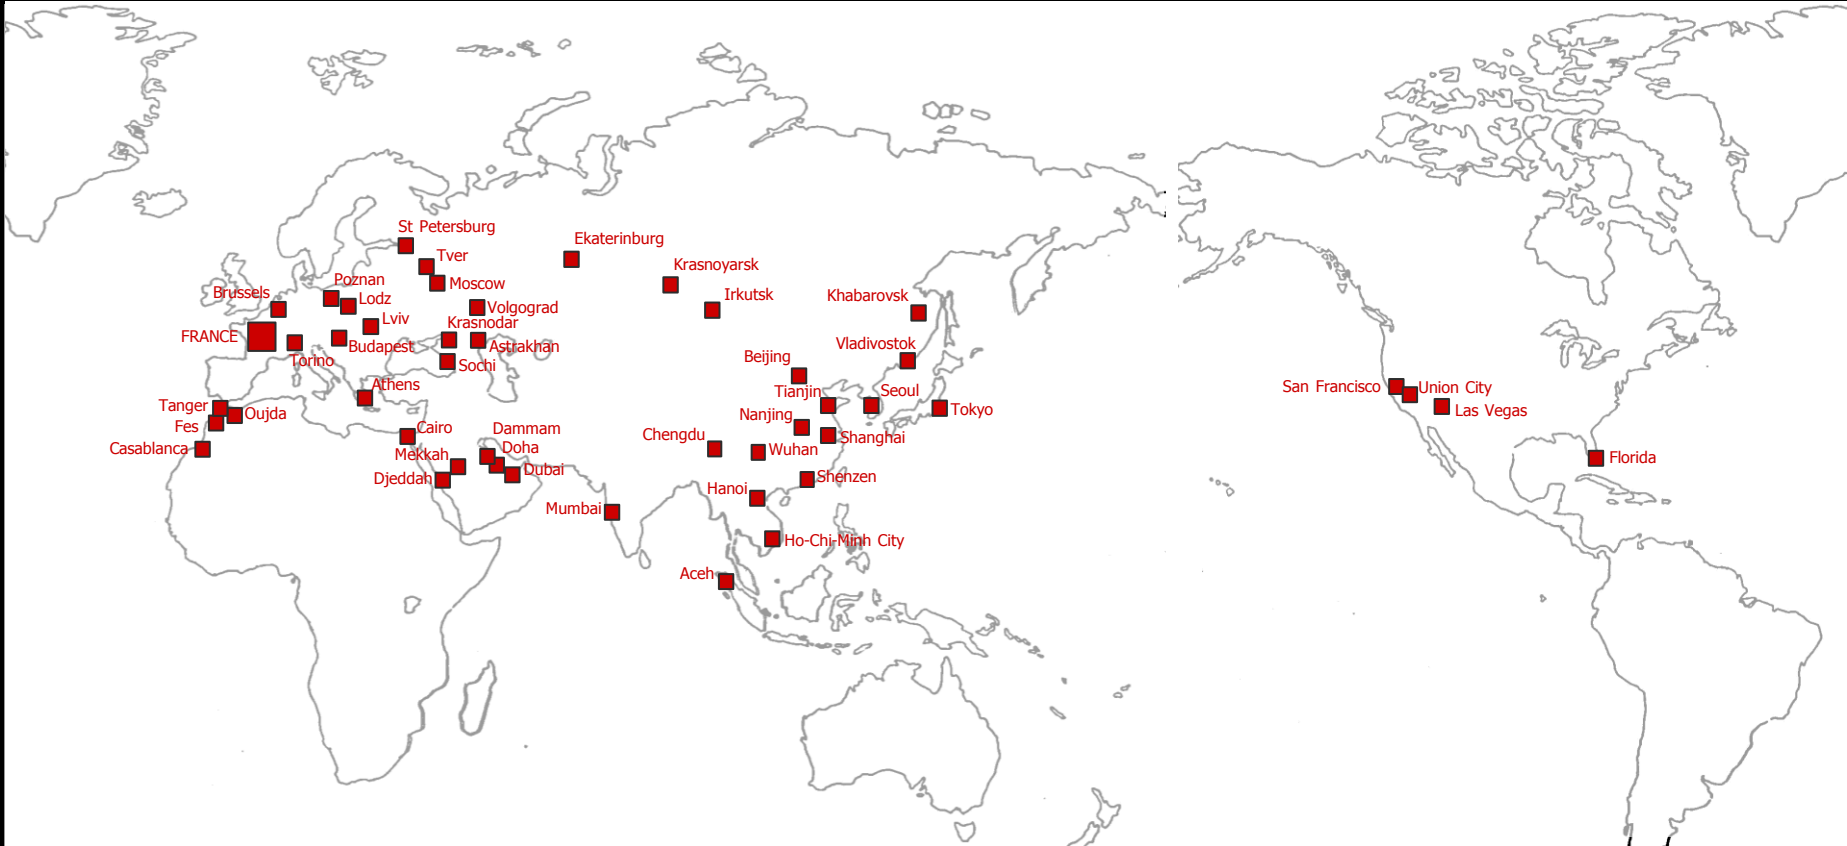 St Petersburg
Ekaterinburg
Tver
Krasnoyarsk
Poznan
Moscow
Brussels
Lodz
Irkutsk
Khabarovsk
Volgograd
Lviv
Krasnodar
FRANCE
Budapest
Astrakhan
Vladivostok
Torino
Sochi
Beijing
Athens
Tianjin
Seoul
San Francisco
Union City
Tanger
Oujda
Nanjing
Tokyo
Las Vegas
Fes
Cairo
Dammam
Chengdu
Shanghai
Casablanca
Mekkah
Doha
Wuhan
Florida
Djeddah
Dubai
Shenzen
Hanoi
Mumbai
Ho-Chi-Minh City
Aceh